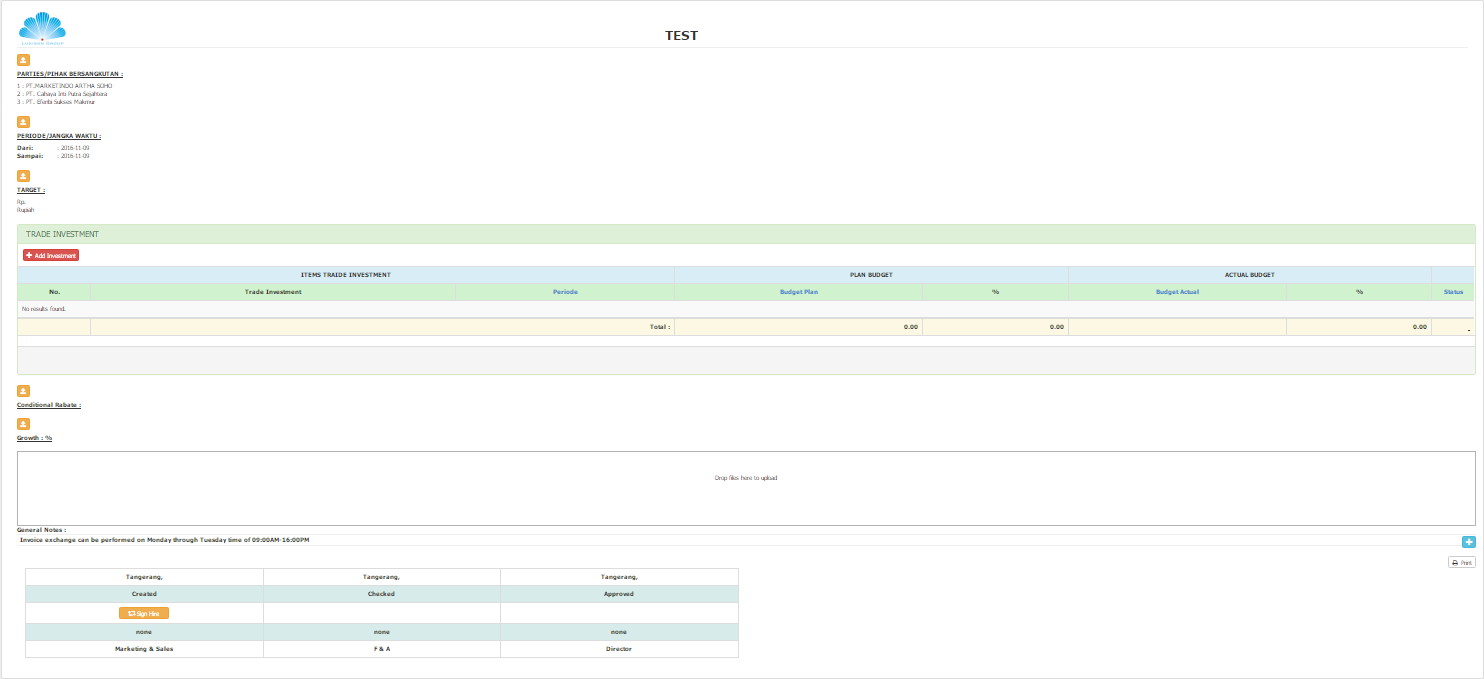 TEST
PARTIES/PIHAK BERSANGKUTAN :
1 : PT.MARKETINDO ARTHA SOHO
2 : PT. Cahaya Inti Putra Sejahtera
3 : PT. Efenbi Sukses Makmur
PERIODE/JANGKA WAKTU :
Dari: : 2016-11-09
Sampai: : 2016-11-09
TARGET :
Rp.
Rupiah
TRADE INVESTMENT
Add Investment
ITEMS TRAIDE INVESTMENT PLAN BUDGET ACTUAL BUDGET
No. Trade Investment Periode Budget Plan % Budget Actual % Status
No results found.
Total : 0.00 0.00 0.00
Conditional Rabate :
Growth : %
Drop files here to upload
General Notes :
Invoice exchange can be performed on Monday through Tuesday time of 09:00AM-16:00PM
Print
Tangerang, Tangerang, Tangerang,
Created Checked Approved
Sign Hire
none none none
Marketing & Sales F & A Director